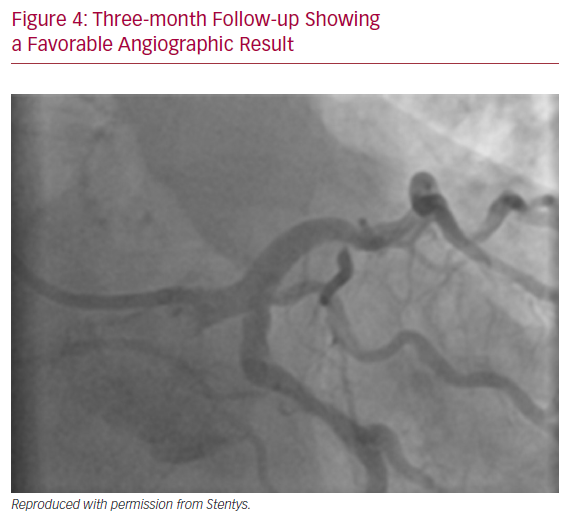 Figure 4: Three-month Follow-up Showing
a Favorable Angiographic Result
Reproduced with permission from Stentys.